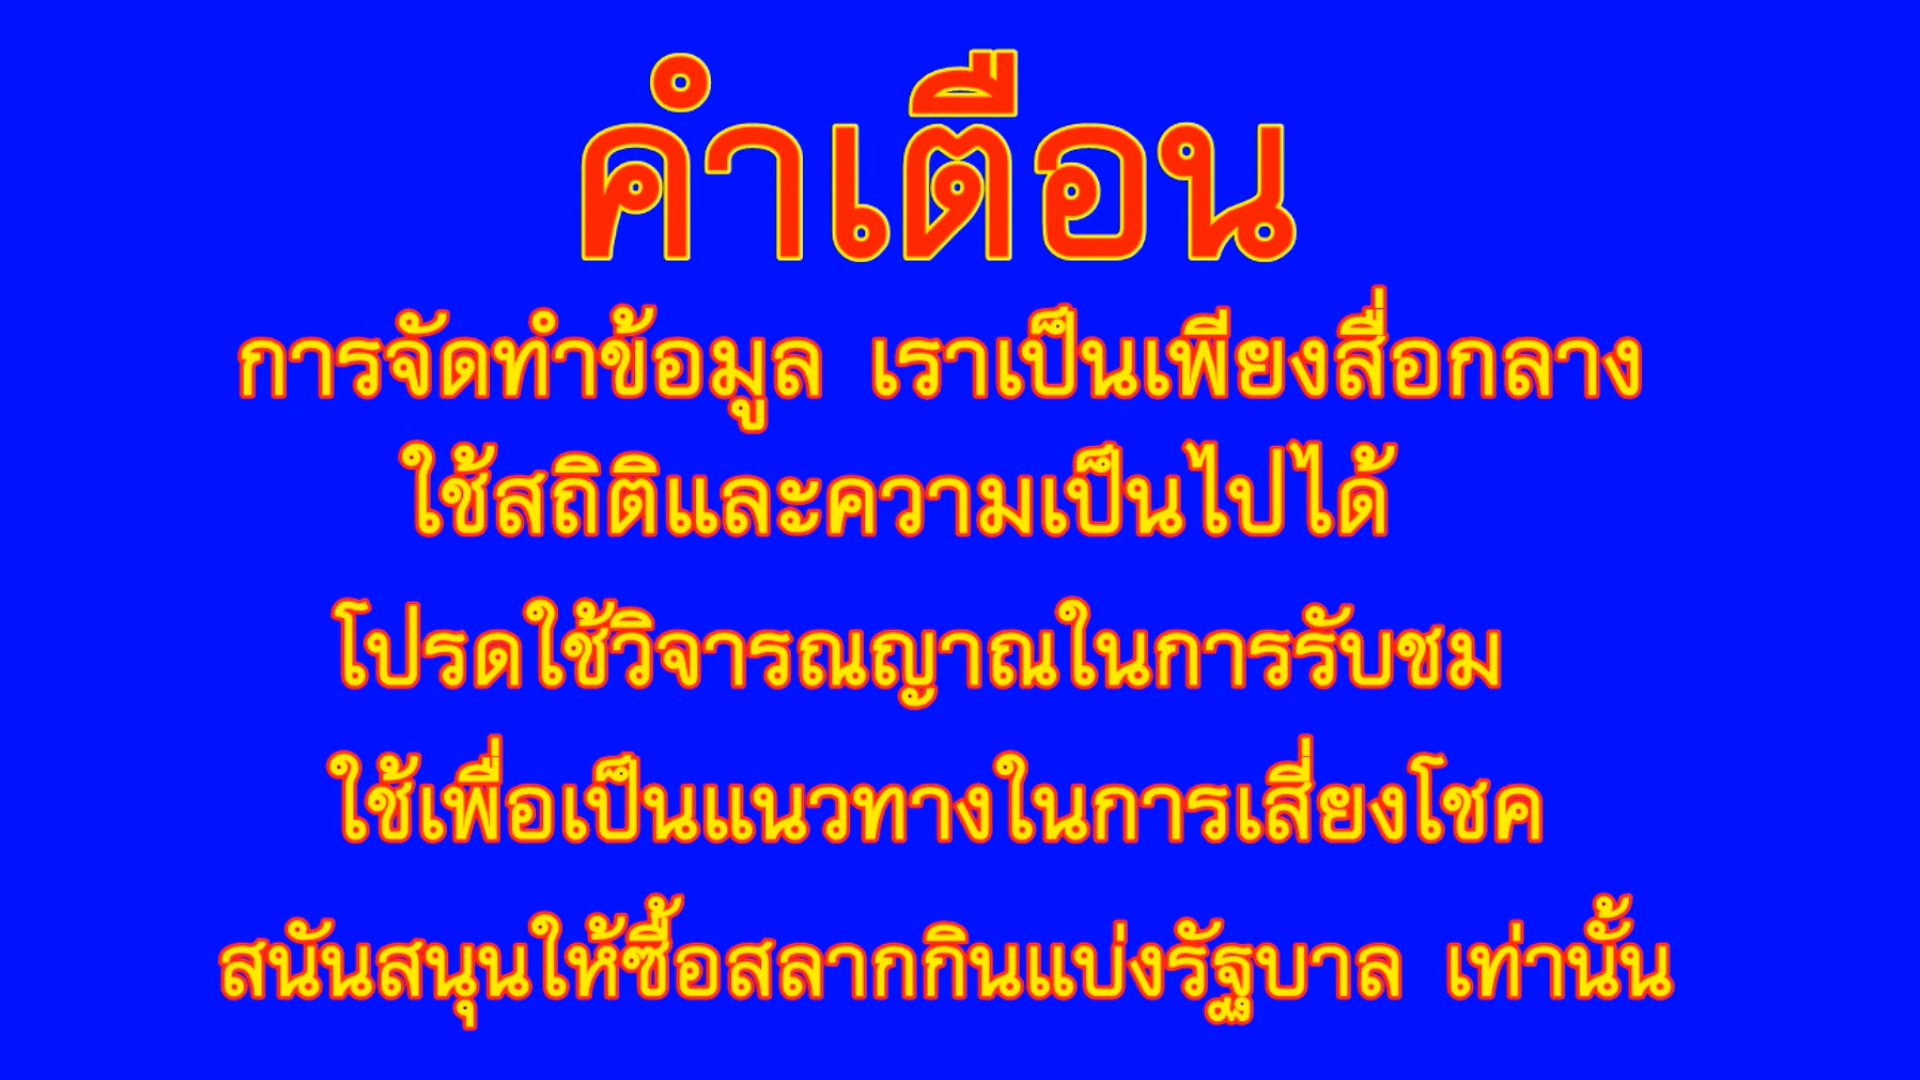 คำเตือน
การจัดทำข้อมูล เราเป็นเพียงสื่อกลาง
ใช้สถิติและความเป็นไปได้
โปรดใช้วิจารณญาณในการรับชม
ใช้เพื่อเป็นแนวทางในการเสี่ยงโชค
สนันสนุนให้ซื้อสลากกินแบ่งรัฐบาล เท่านั้น